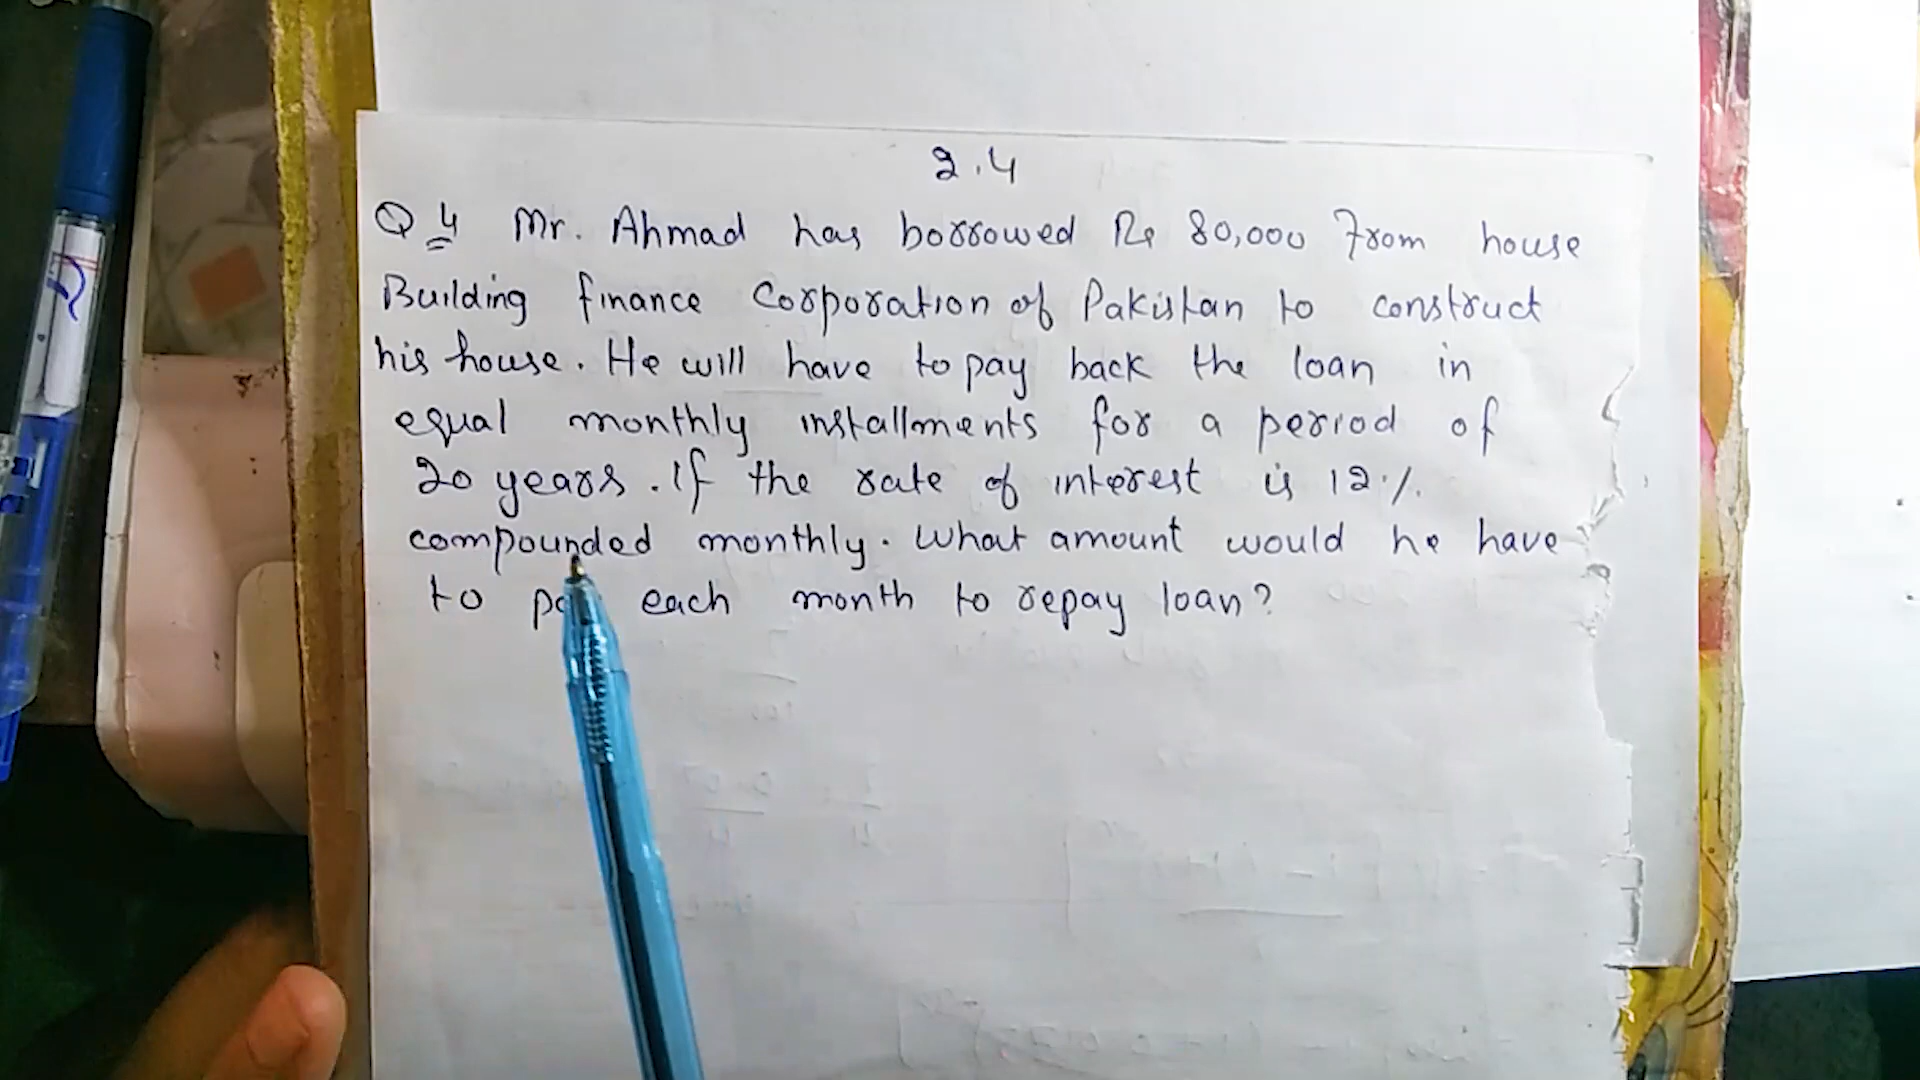 2.4
Q 4 Mr. Ahmad has borrowed Rs 80,000 From house
Building finance Corporation of Pakistan to construct
his house. He will have to pay back the loan in
equal monthly installments for a period of
20 years. If the rate of interest is 12%
compounded monthly. What amount would he have
to each month to repay loan?